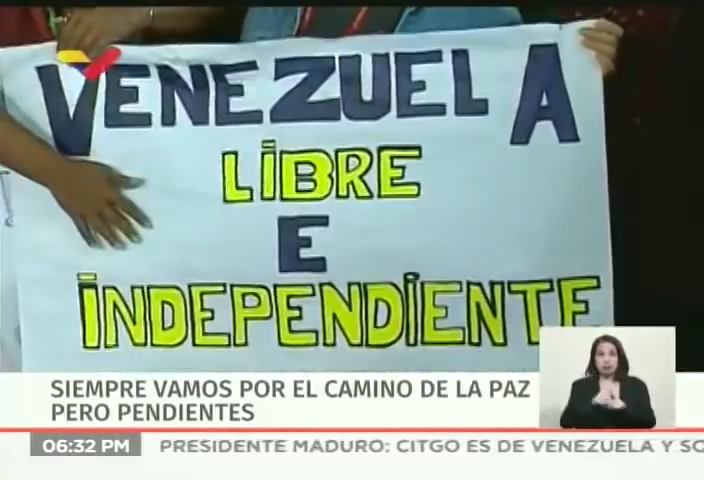 VENEZUELA
LIBRE
E
INDEPENDIENTE
SIEMPRE VAMOS POR EL CAMINO DE LA PAZ
PERO PENDIENTES
06:32 PM PRESIDENTE MADURO: CITGO ES DE VENEZUELA Y